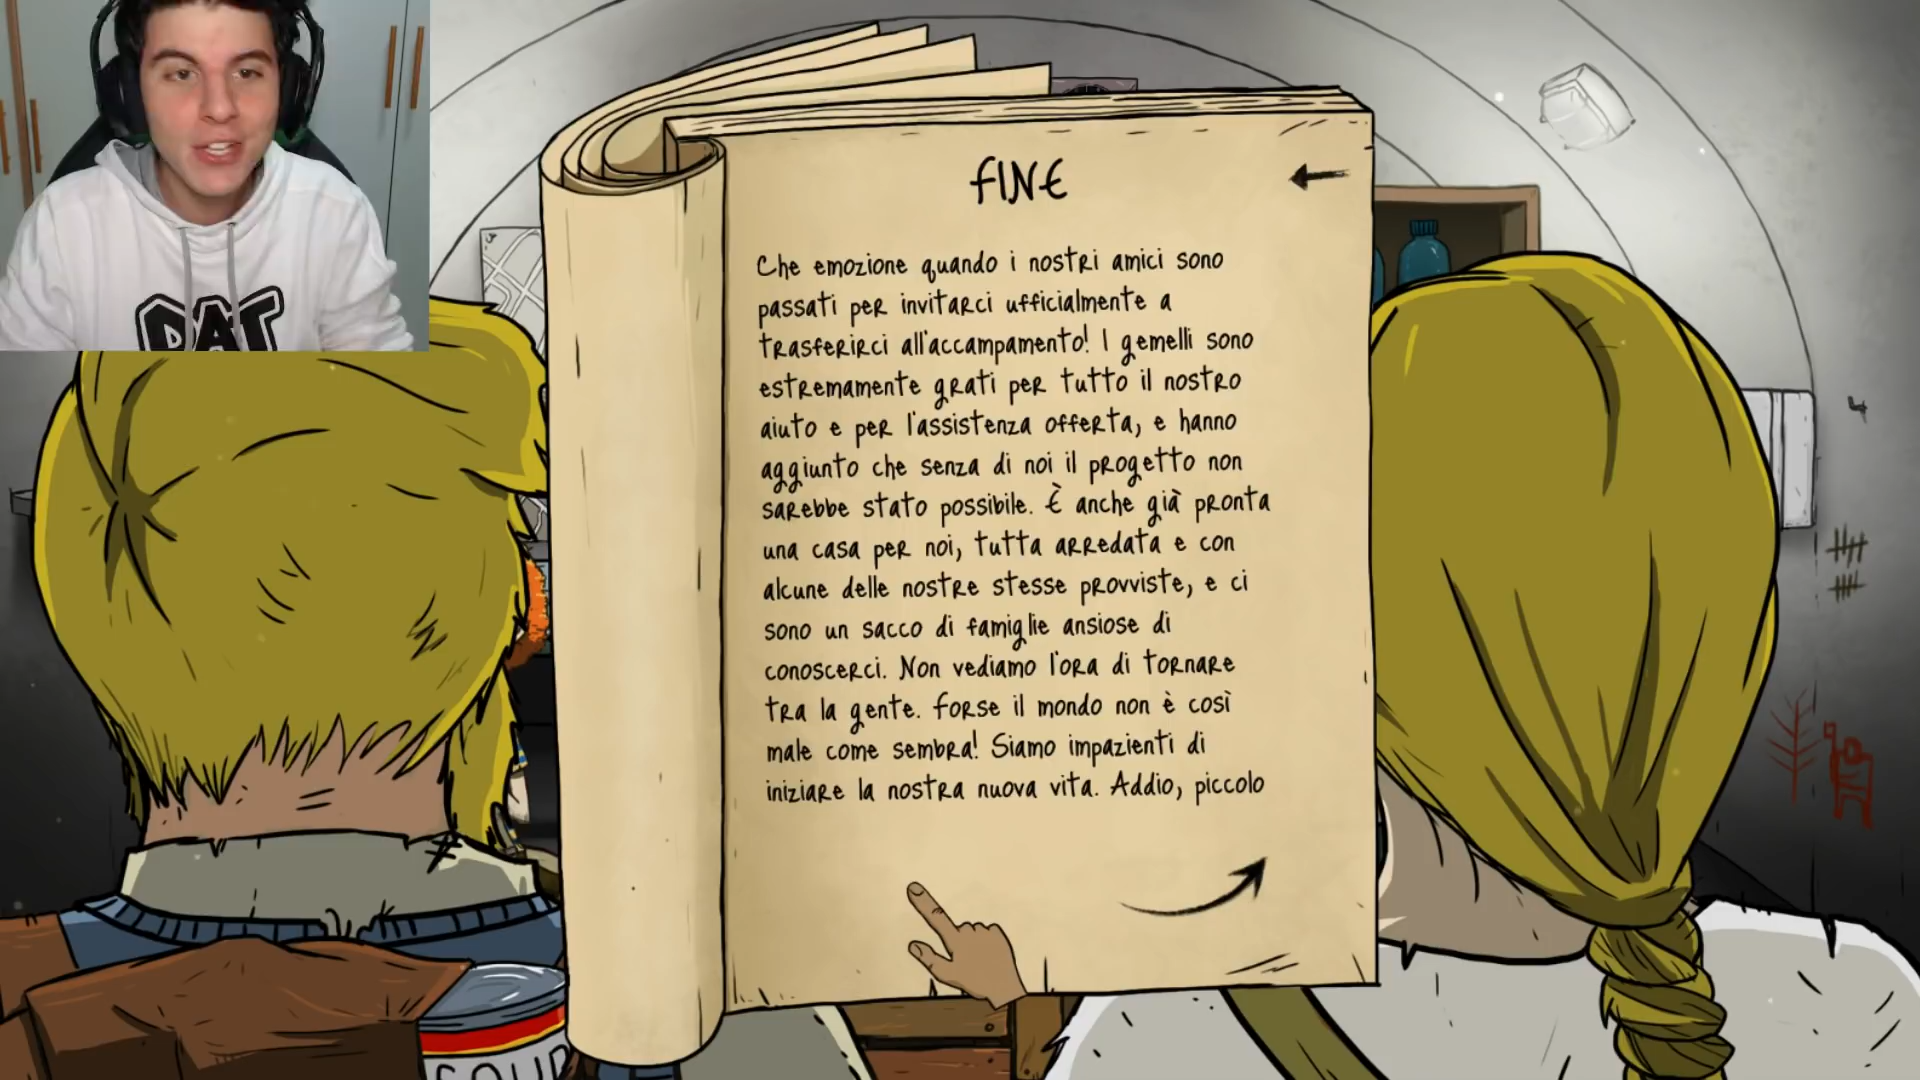 DAT
FINE
Che emozione quando i nostri amici sono
passati per invitarci ufficialmente a
trasferirci all'accampamento! I gemelli sono
estremamente grati per tutto il nostro
aiuto e per l'assistenza offerta, e hanno
aggiunto che senza di noi il progetto non
sarebbe stato possibile. È anche già pronta
una casa per noi, tutta arredata e con
alcune delle nostre stesse provviste, e ci
sono un sacco di famiglie ansiose di
conoscerci. Non vediamo l'ora di tornare
tra la gente. Forse il mondo non è così
male come sembra! Siamo impazienti di
iniziare la nostra nuova vita. Addio, piccolo
SOUP